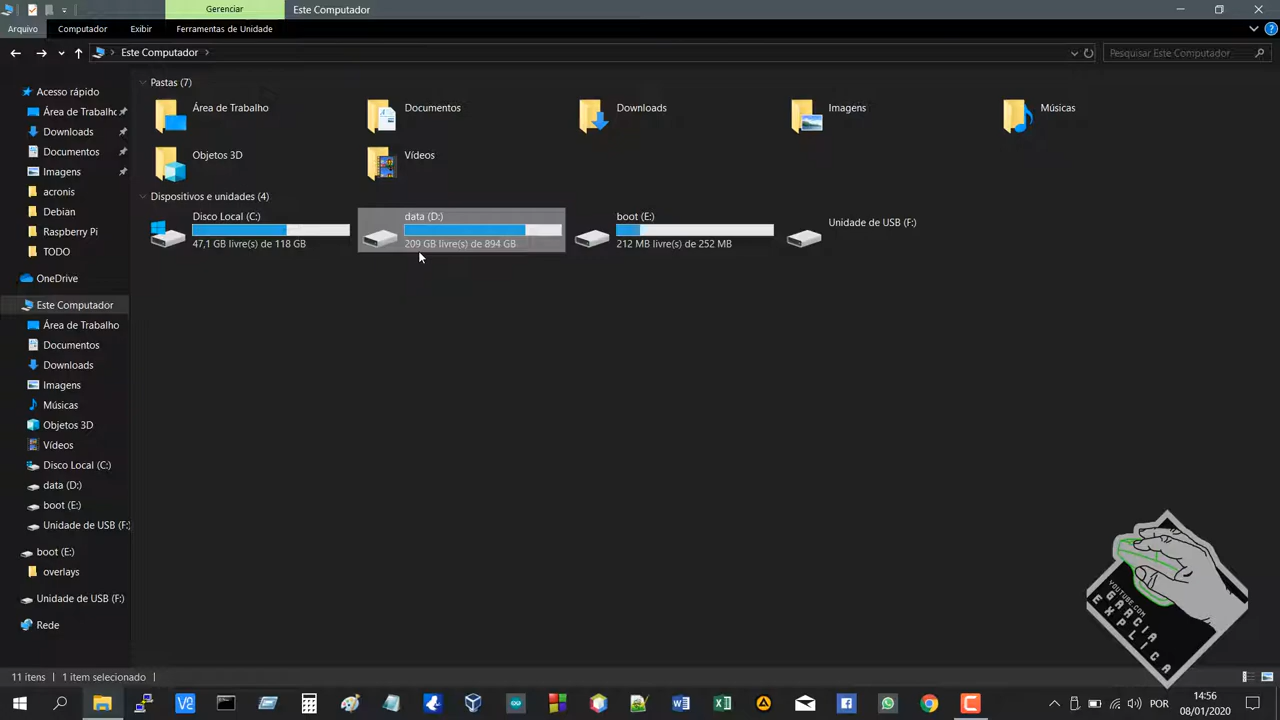 Gerenciar
Este Computador
Arquivo
Computador
Exibir
Ferramentas de Unidade
Este Computador
Pesquisar Este Computador
Acesso rápido
Área de Trabalho
Downloads
Documentos
Imagens
acronis
Debian
Raspberry Pi
TODO
OneDrive
Este Computador
Área de Trabalho
Documentos
Downloads
Imagens
Músicas
Objetos 3D
Vídeos
Disco Local (C:)
data (D:)
boot (E:)
Unidade de USB (F:)
boot (E:)
overlays
Unidade de USB (F:)
Rede
Pastas (7)
Área de Trabalho
Documentos
Downloads
Imagens
Músicas
Objetos 3D
Vídeos
Dispositivos e unidades (4)
Disco Local (C:)
47,1 GB livre(s) de 118 GB
data (D:)
209 GB livre(s) de 894 GB
boot (E:)
212 MB livre(s) de 252 MB
Unidade de USB (F:)
YOUTUBE.COM
GARCIA
EXPLICA
11 itens
1 item selecionado
POR
14:56
08/01/2020